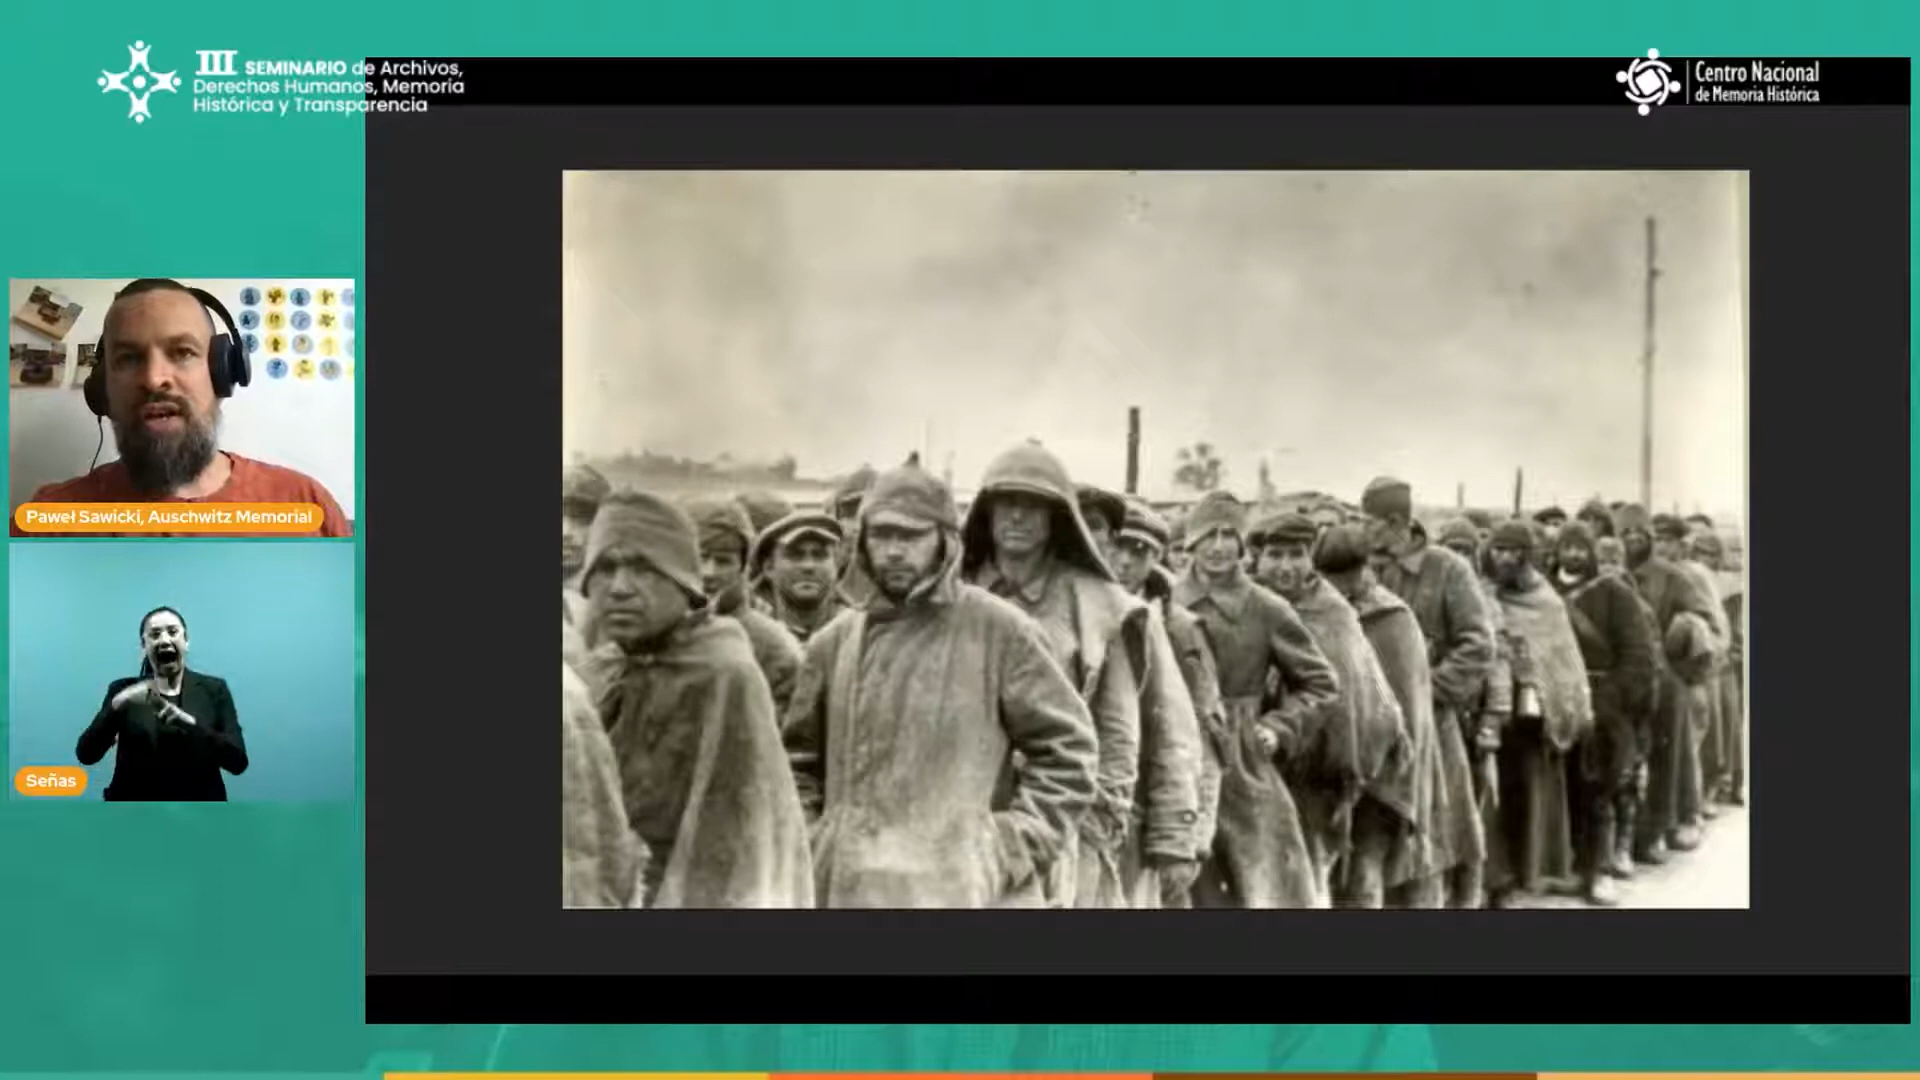 III SEMINARIO de Archivos,
Derechos Humanos, Memoria
Histórica y Transparencia
Centro Nacional
de Memoria Histórica
Paweł Sawicki, Auschwitz Memorial
Señas